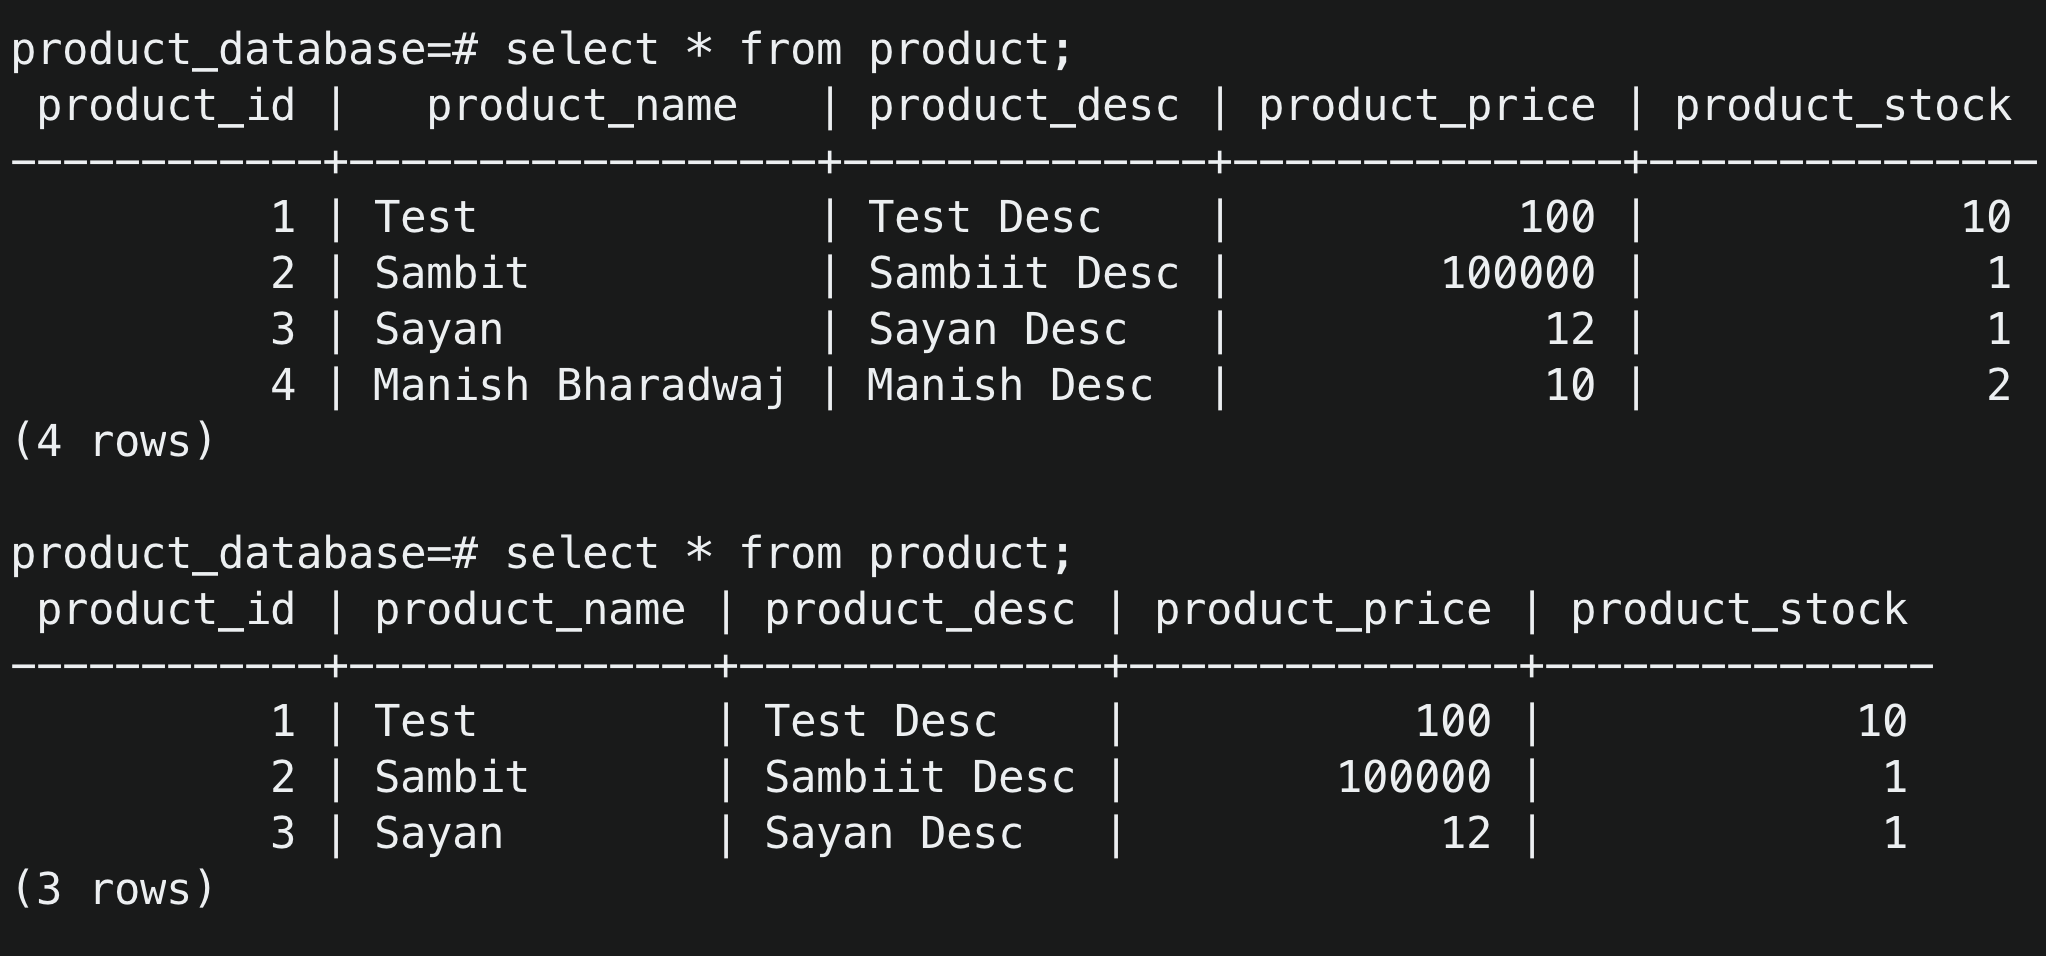 product_database=# select * from product;
 product_id |   product_name   | product_desc | product_price | product_stock
------------+------------------+--------------+---------------+---------------
          1 | Test             | Test Desc    |           100 |            10
          2 | Sambit           | Sambiit Desc |        100000 |             1
          3 | Sayan            | Sayan Desc   |            12 |             1
          4 | Manish Bharadwaj | Manish Desc  |            10 |             2
(4 rows)

product_database=# select * from product;
 product_id | product_name | product_desc | product_price | product_stock
------------+--------------+--------------+---------------+---------------
          1 | Test         | Test Desc    |           100 |            10
          2 | Sambit       | Sambiit Desc |        100000 |             1
          3 | Sayan        | Sayan Desc   |            12 |             1
(3 rows)